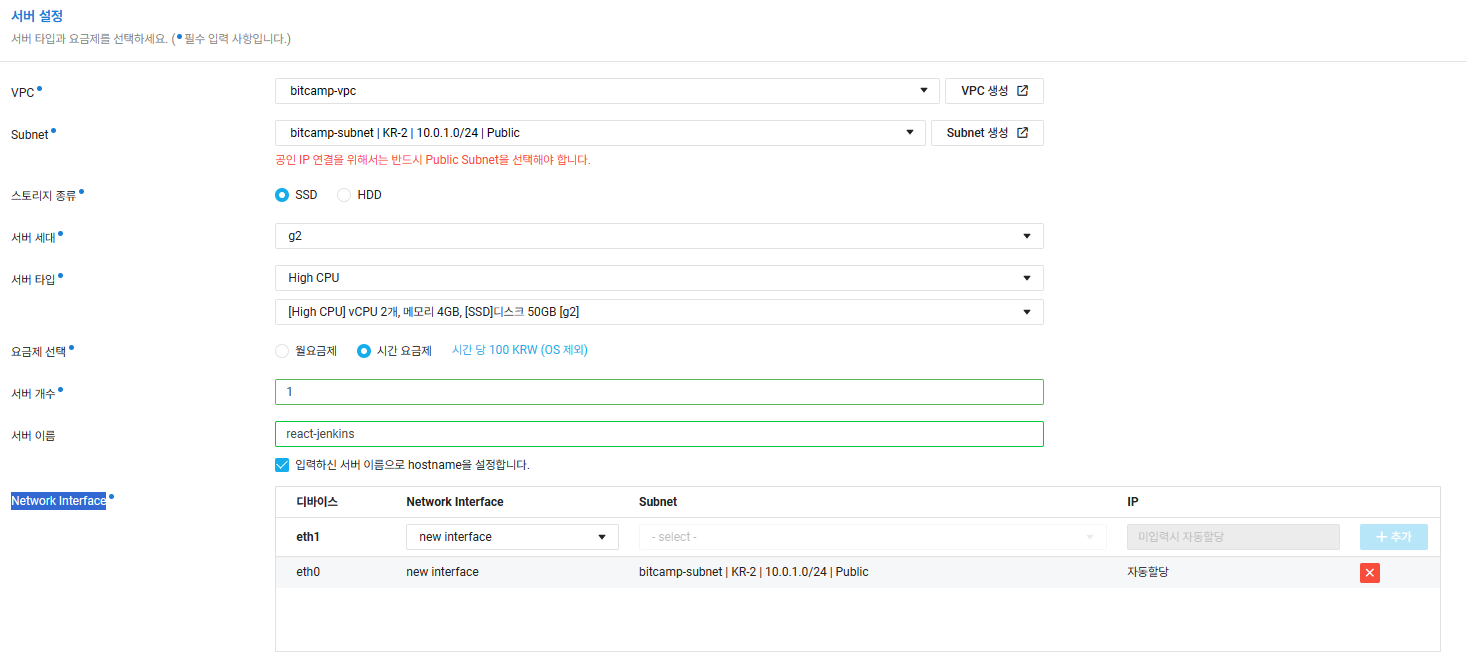 서버 설정
서버 타입과 요금제를 선택하세요. (•필수 입력 사항입니다.)
VPC• bitcamp-vpc VPC 생성
Subnet• bitcamp-subnet | KR-2 | 10.0.1.0/24 | Public Subnet 생성
공인 IP 연결을 위해서는 반드시 Public Subnet을 선택해야 합니다.
스토리지 종류• SSD HDD
서버 세대• g2
서버 타입• High CPU
[High CPU] vCPU 2개, 메모리 4GB, [SSD]디스크 50GB [g2]
요금제 선택• 월요금제 시간 요금제 시간 당 100 KRW (OS 제외)
서버 개수• 1
서버 이름 react-jenkins
입력하신 서버 이름으로 hostname을 설정합니다.
Network Interface• 디바이스 Network Interface Subnet IP
eth1 new interface - select - 미입력시 자동할당 + 추가
eth0 new interface bitcamp-subnet | KR-2 | 10.0.1.0/24 | Public 자동할당